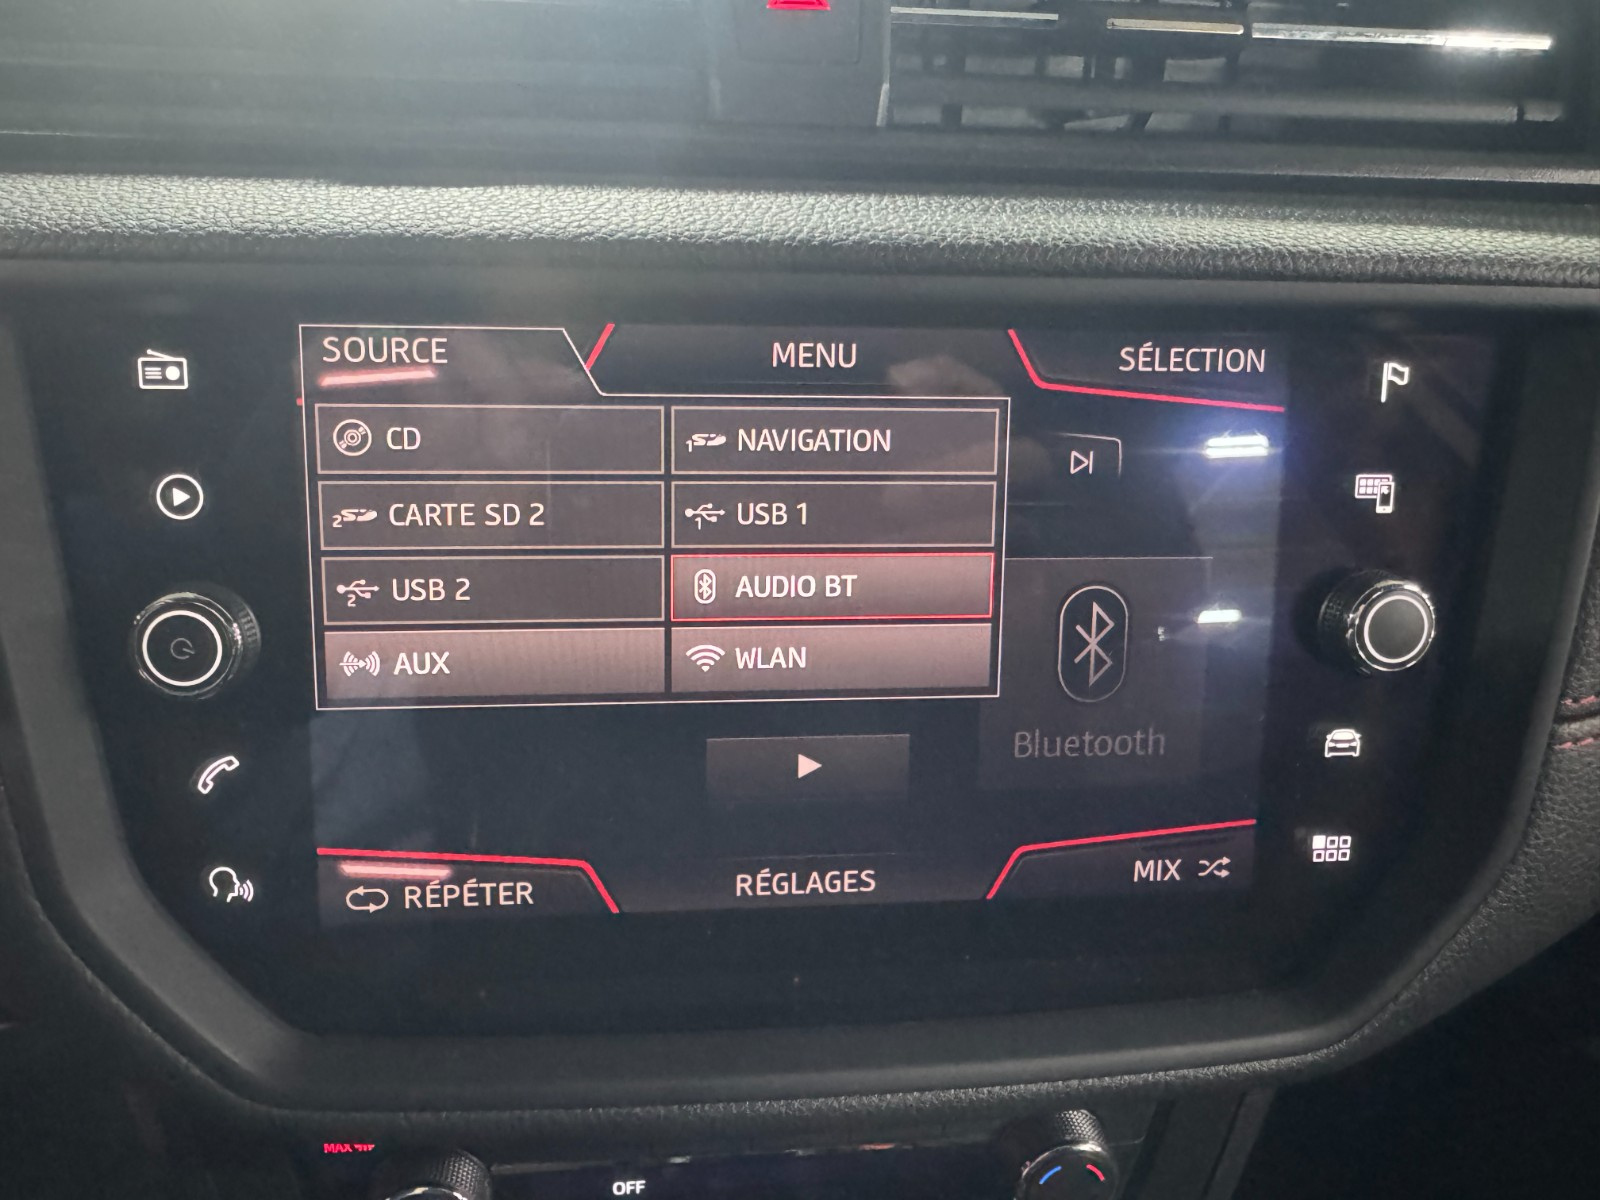 SOURCE
MENU
SÉLECTION
CD
NAVIGATION
CARTE SD 2
USB 1
USB 2
AUDIO BT
AUX
WLAN
Bluetooth
RÉPÉTER
RÉGLAGES
MIX
MAX
OFF